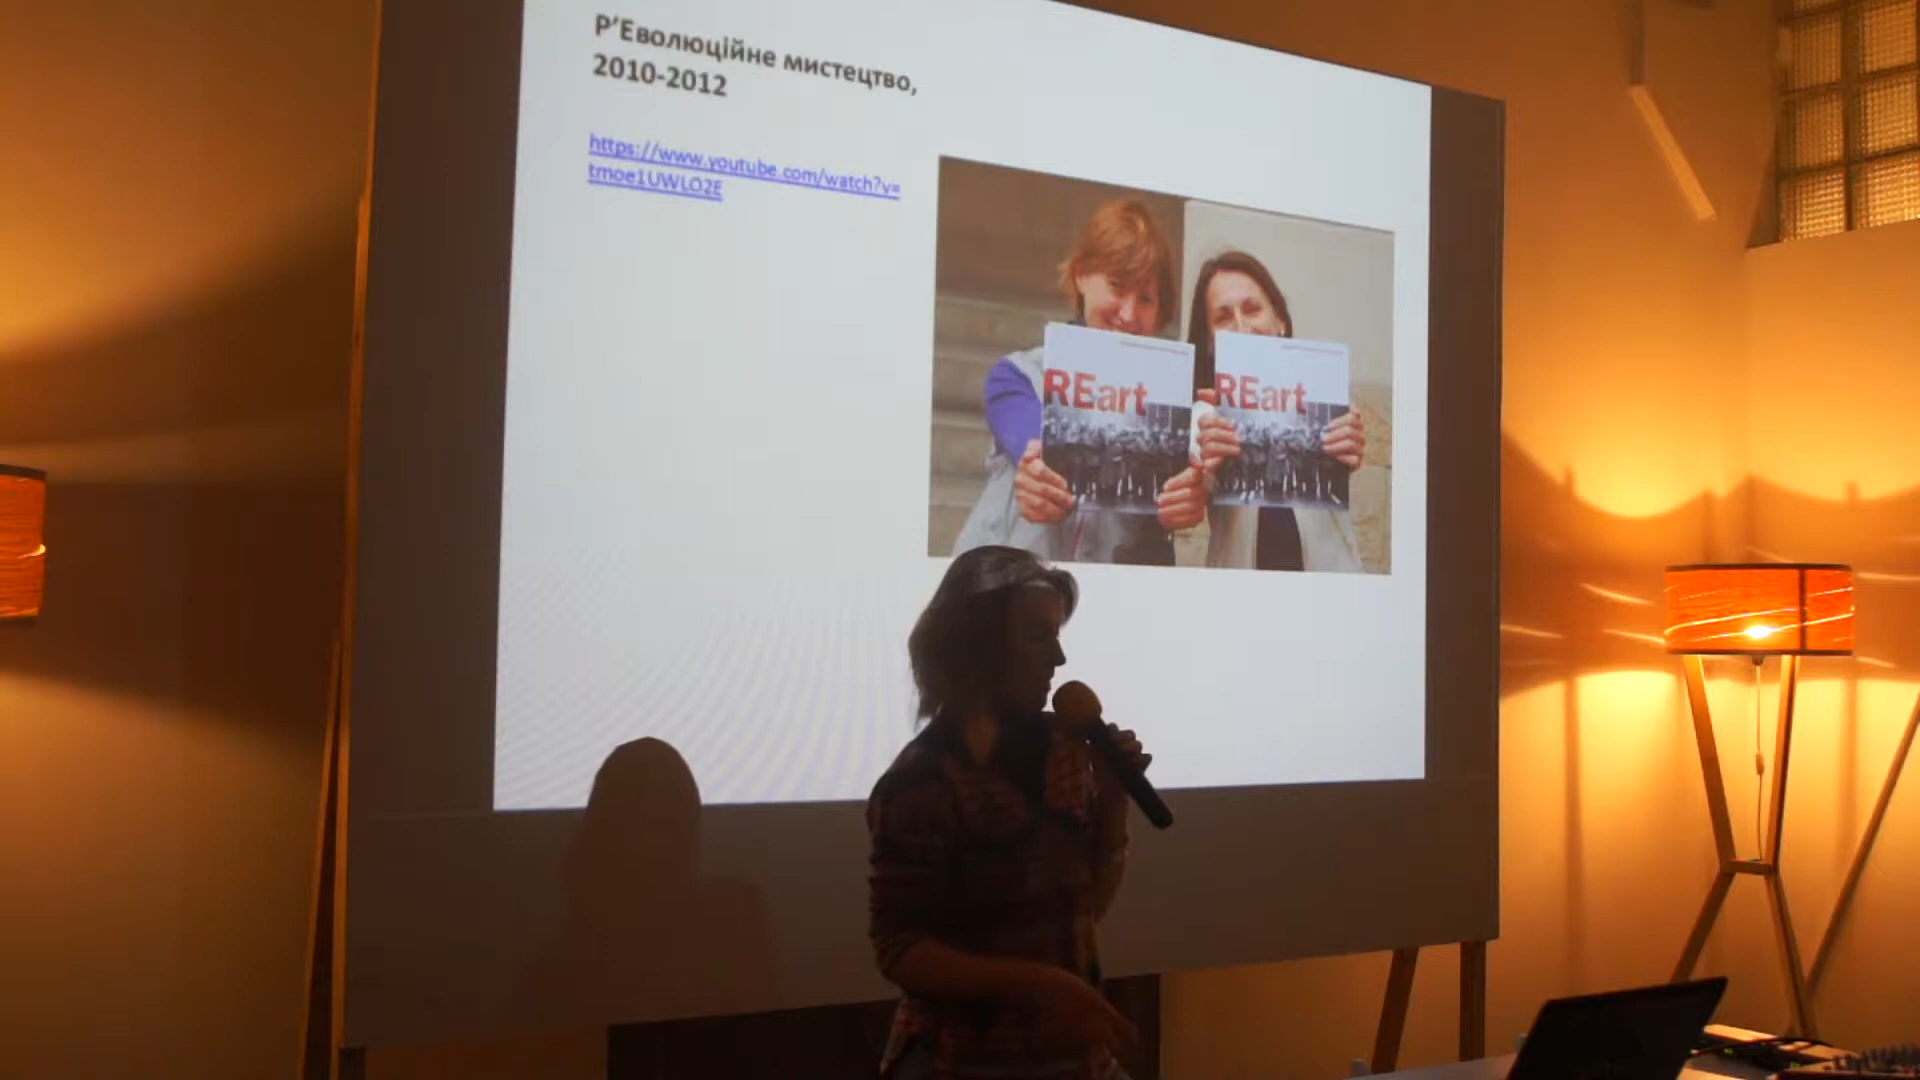 Р'Еволюційне мистецтво,
2010-2012
https://www.youtube.com/watch?v=
tmoe1UWLO2E
REart
REart